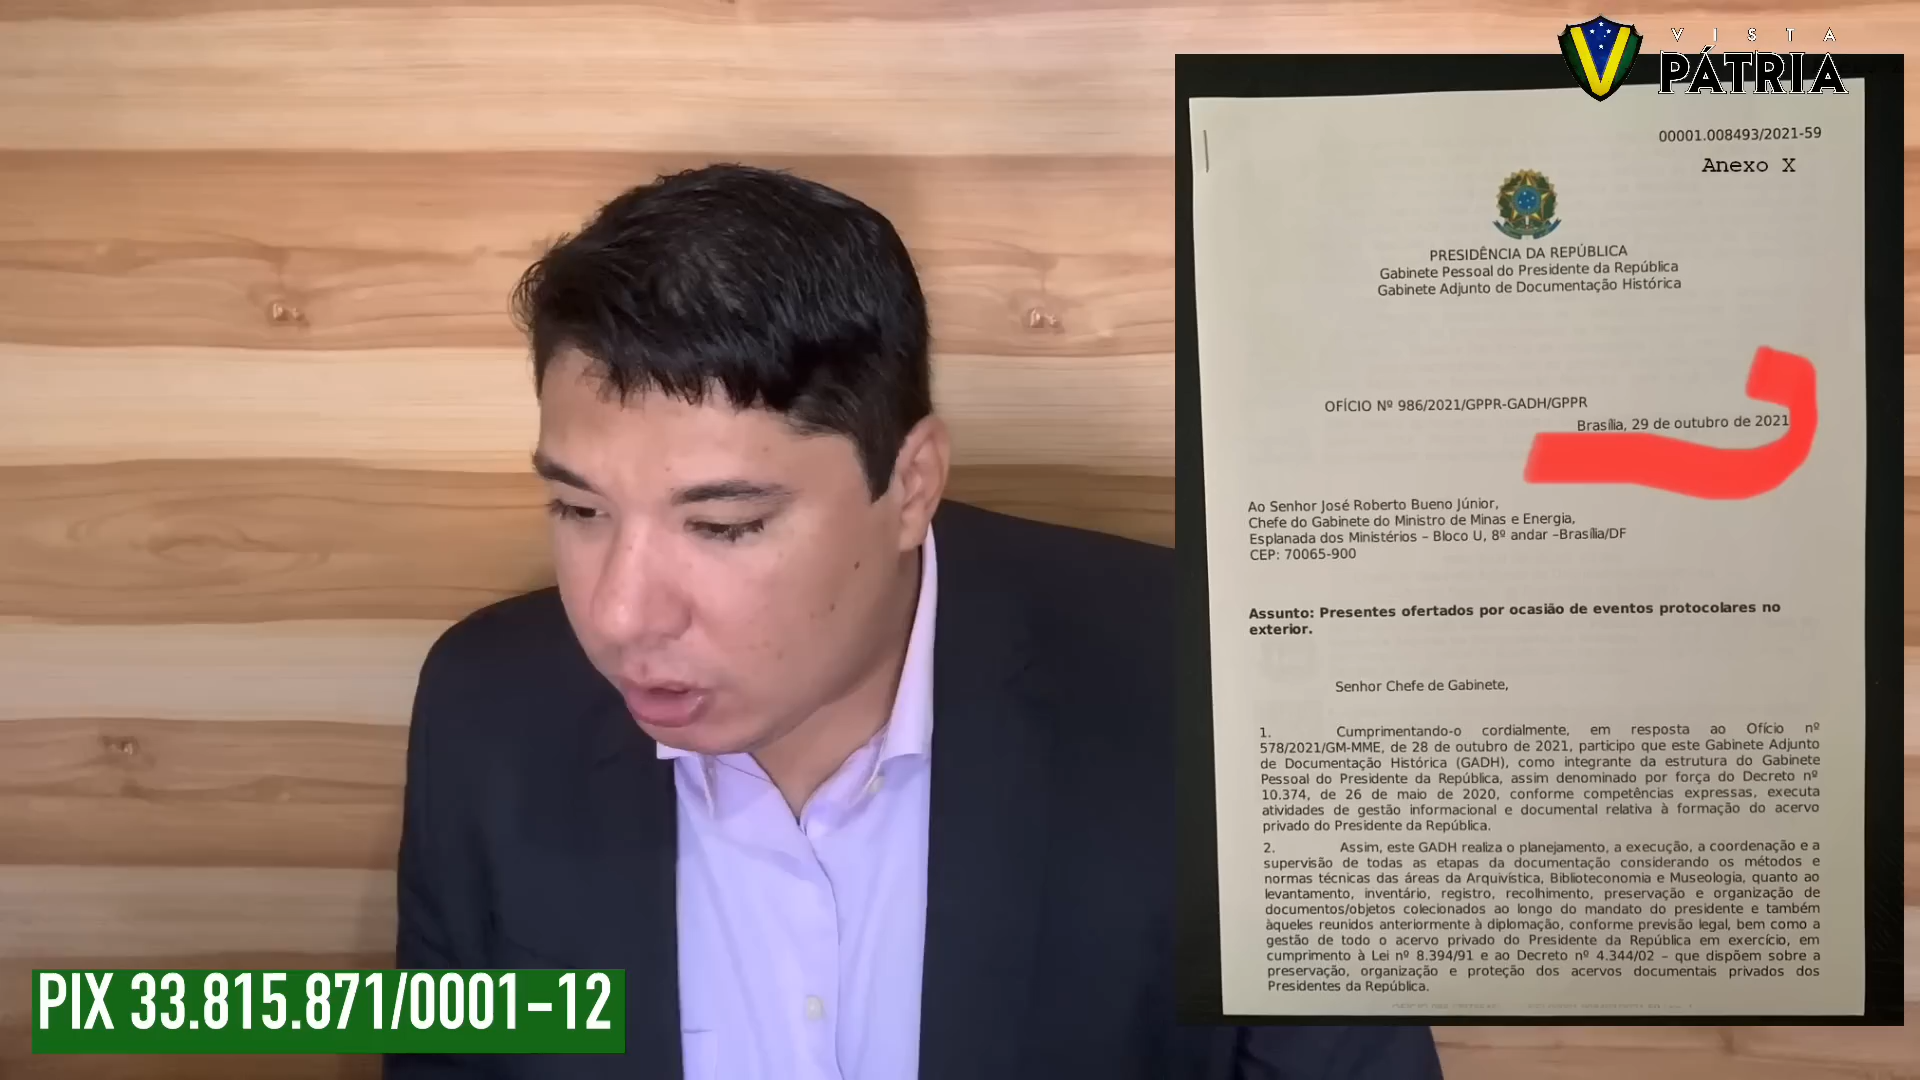 VISTA
PÁTRIA
00001.008493/2021-59
Anexo X
PRESIDÊNCIA DA REPÚBLICA
Gabinete Pessoal do Presidente da República
Gabinete Adjunto de Documentação Histórica
OFÍCIO Nº 986/2021/GPPR-GADH/GPPR
Brasília, 29 de outubro de 2021
Ao Senhor José Roberto Bueno Júnior,
Chefe do Gabinete do Ministro de Minas e Energia,
Esplanada dos Ministérios – Bloco U, 8º andar –Brasília/DF
CEP: 70065-900
Assunto: Presentes ofertados por ocasião de eventos protocolares no
exterior.
Senhor Chefe de Gabinete,
1. Cumprimentando-o cordialmente, em resposta ao Ofício nº
578/2021/GM-MME, de 28 de outubro de 2021, participo que este Gabinete Adjunto
de Documentação Histórica (GADH), como integrante da estrutura do Gabinete
Pessoal do Presidente da República, assim denominado por força do Decreto nº
10.374, de 26 de maio de 2020, conforme competências expressas, executa
atividades de gestão informacional e documental relativa à formação do acervo
privado do Presidente da República.
2. Assim, este GADH realiza o planejamento, a execução, a coordenação e a
supervisão de todas as etapas da documentação considerando os métodos e
normas técnicas das áreas da Arquivística, Biblioteconomia e Museologia, quanto ao
levantamento, inventário, registro, recolhimento, preservação e organização de
documentos/objetos colecionados ao longo do mandato do presidente e também
àqueles reunidos anteriormente à diplomação, conforme previsão legal, bem como a
gestão de todo o acervo privado do Presidente da República em exercício, em
cumprimento à Lei nº 8.394/91 e ao Decreto nº 4.344/02 – que dispõem sobre a
preservação, organização e proteção dos acervos documentais privados dos
Presidentes da República.
PIX 33.815.871/0001-12